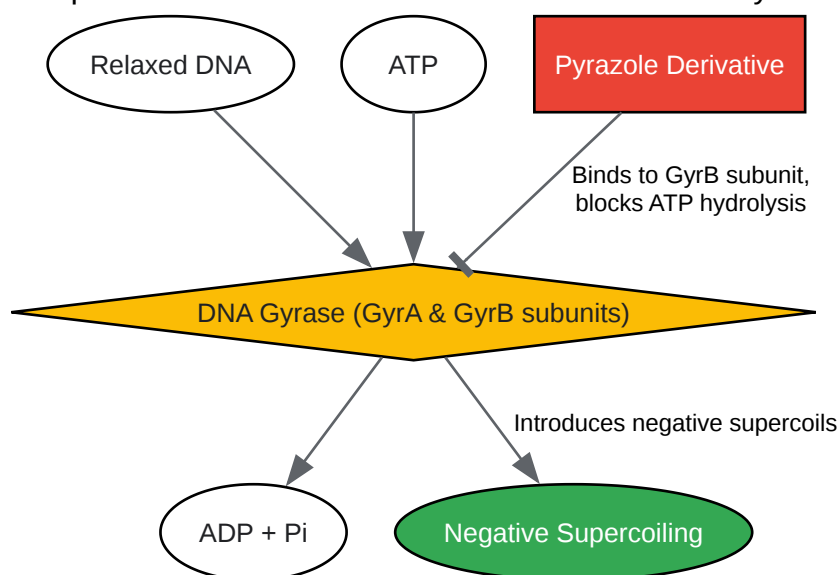 Relaxed DNA
ATP
Pyrazole Derivative
Binds to GyrB subunit,
blocks ATP hydrolysis
DNA Gyrase (GyrA & GyrB subunits)
Introduces negative supercoils
ADP + Pi
Negative Supercoiling